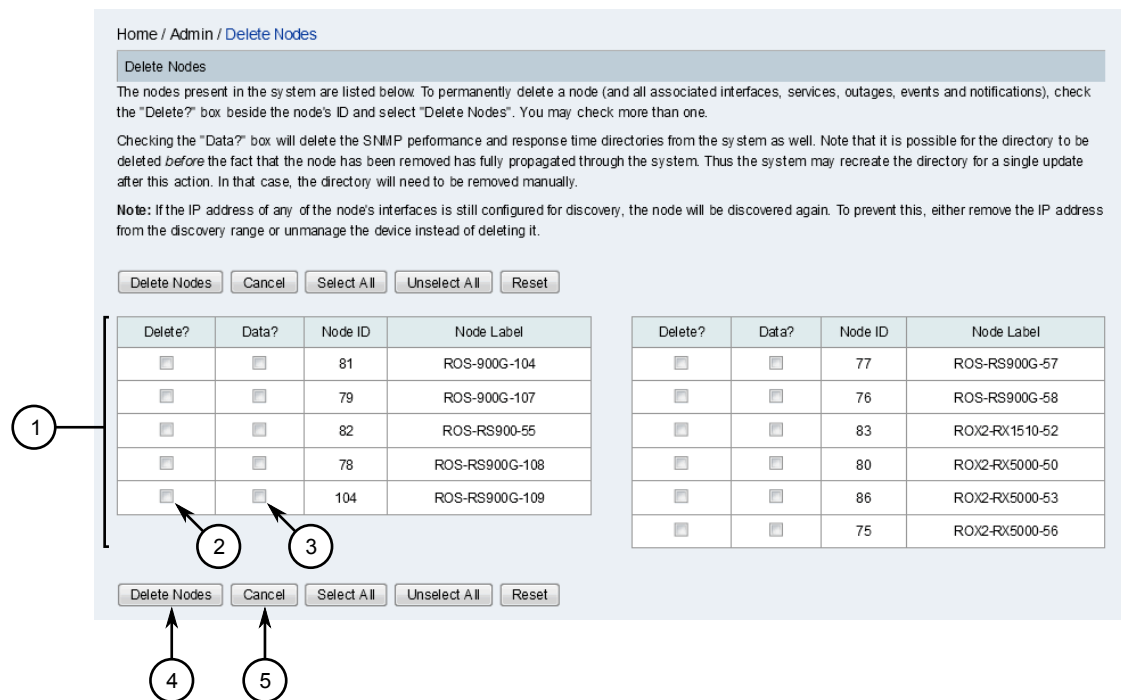 Home / Admin / Delete Nodes
Delete Nodes
The nodes present in the system are listed below. To permanently delete a node (and all associated interfaces, services, outages, events and notifications), check
the "Delete?" box beside the node's ID and select "Delete Nodes". You may check more than one.
Checking the "Data?" box will delete the SNMP performance and response time directories from the system as well. Note that it is possible for the directory to be
deleted before the fact that the node has been removed has fully propagated through the system. Thus the system may recreate the directory for a single update
after this action. In that case, the directory will need to be removed manually.
Note: If the IP address of any of the node's interfaces is still configured for discovery, the node will be discovered again. To prevent this, either remove the IP address
from the discovery range or unmanage the device instead of deleting it.
Delete Nodes Cancel Select All Unselect All Reset
Delete? Data? Node ID Node Label Delete? Data? Node ID Node Label
81 ROS-900G-104 77 ROS-RS900G-57
79 ROS-900G-107 76 ROS-RS900G-58
1 82 ROS-RS900-55 83 ROX2-RX1510-52
78 ROS-RS900G-108 80 ROX2-RX5000-50
104 ROS-RS900G-109 86 ROX2-RX5000-53
2 3 75 ROX2-RX5000-56
Delete Nodes Cancel Select All Unselect All Reset
4 5